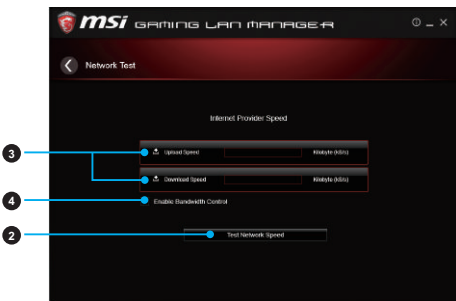 msi GAMING LAN MANAGER
Network Test
Internet Provider Speed
3
Upload Speed Kilobyte (kB/s)
Download Speed Kilobyte (kB/s)
4
Enable Bandwidth Control
2
Test Network Speed